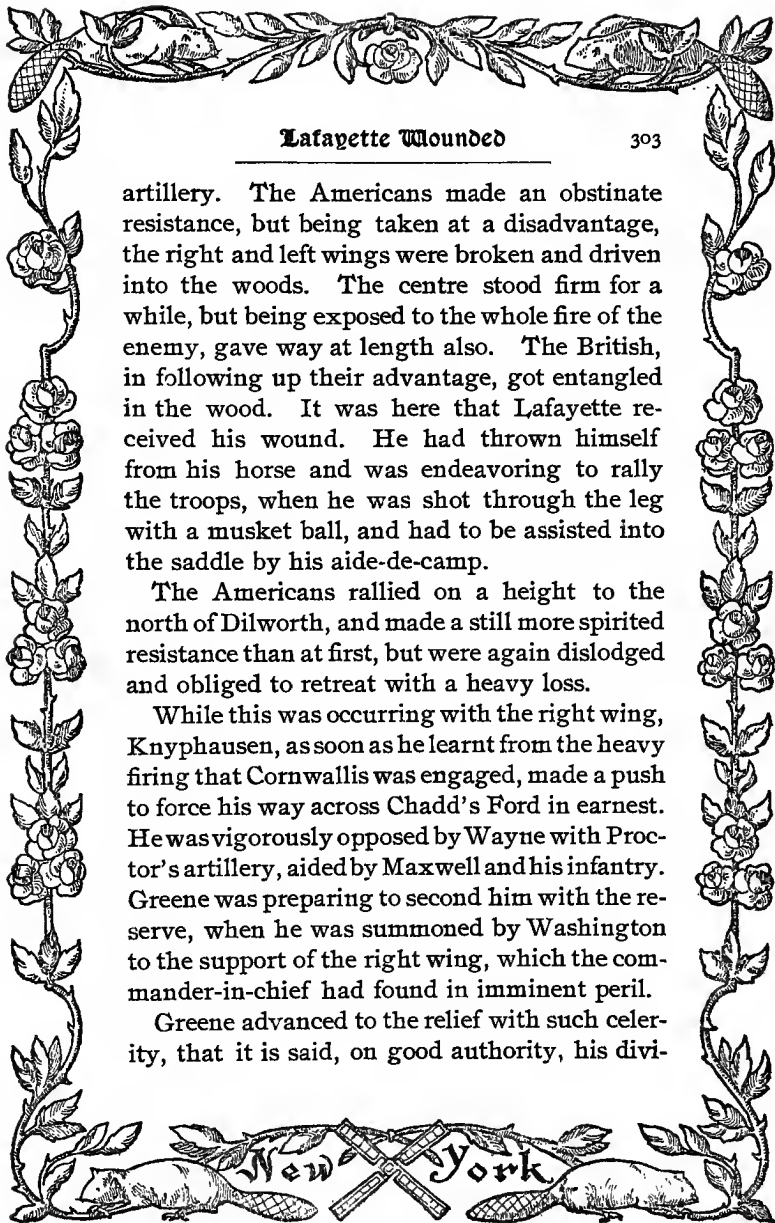 Lafayette Wounded 303
artillery. The Americans made an obstinate
resistance, but being taken at a disadvantage,
the right and left wings were broken and driven
into the woods. The centre stood firm for a
while, but being exposed to the whole fire of the
enemy, gave way at length also. The British,
in following up their advantage, got entangled
in the wood. It was here that Lafayette re-
ceived his wound. He had thrown himself
from his horse and was endeavoring to rally
the troops, when he was shot through the leg
with a musket ball, and had to be assisted into
the saddle by his aide-de-camp.
The Americans rallied on a height to the
north of Dilworth, and made a still more spirited
resistance than at first, but were again dislodged
and obliged to retreat with a heavy loss.
While this was occurring with the right wing,
Knyphausen, as soon as he learnt from the heavy
firing that Cornwallis was engaged, made a push
to force his way across Chadd's Ford in earnest.
He was vigorously opposed by Wayne with Proc-
tor's artillery, aided by Maxwell and his infantry.
Greene was preparing to second him with the re-
serve, when he was summoned by Washington
to the support of the right wing, which the com-
mander-in-chief had found in imminent peril.
Greene advanced to the relief with such celer-
ity, that it is said, on good authority, his divi-
New York